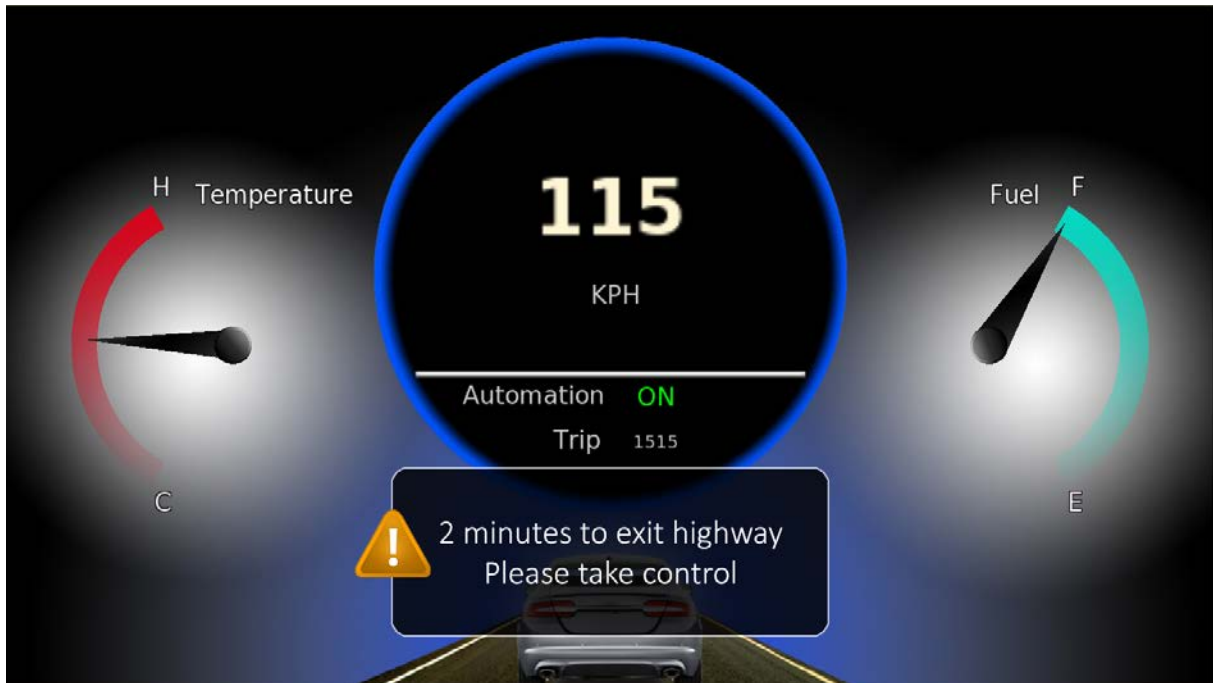 H Temperature
C
115
KPH
Automation ON
Trip 1515
Fuel F
E
!
2 minutes to exit highway
Please take control